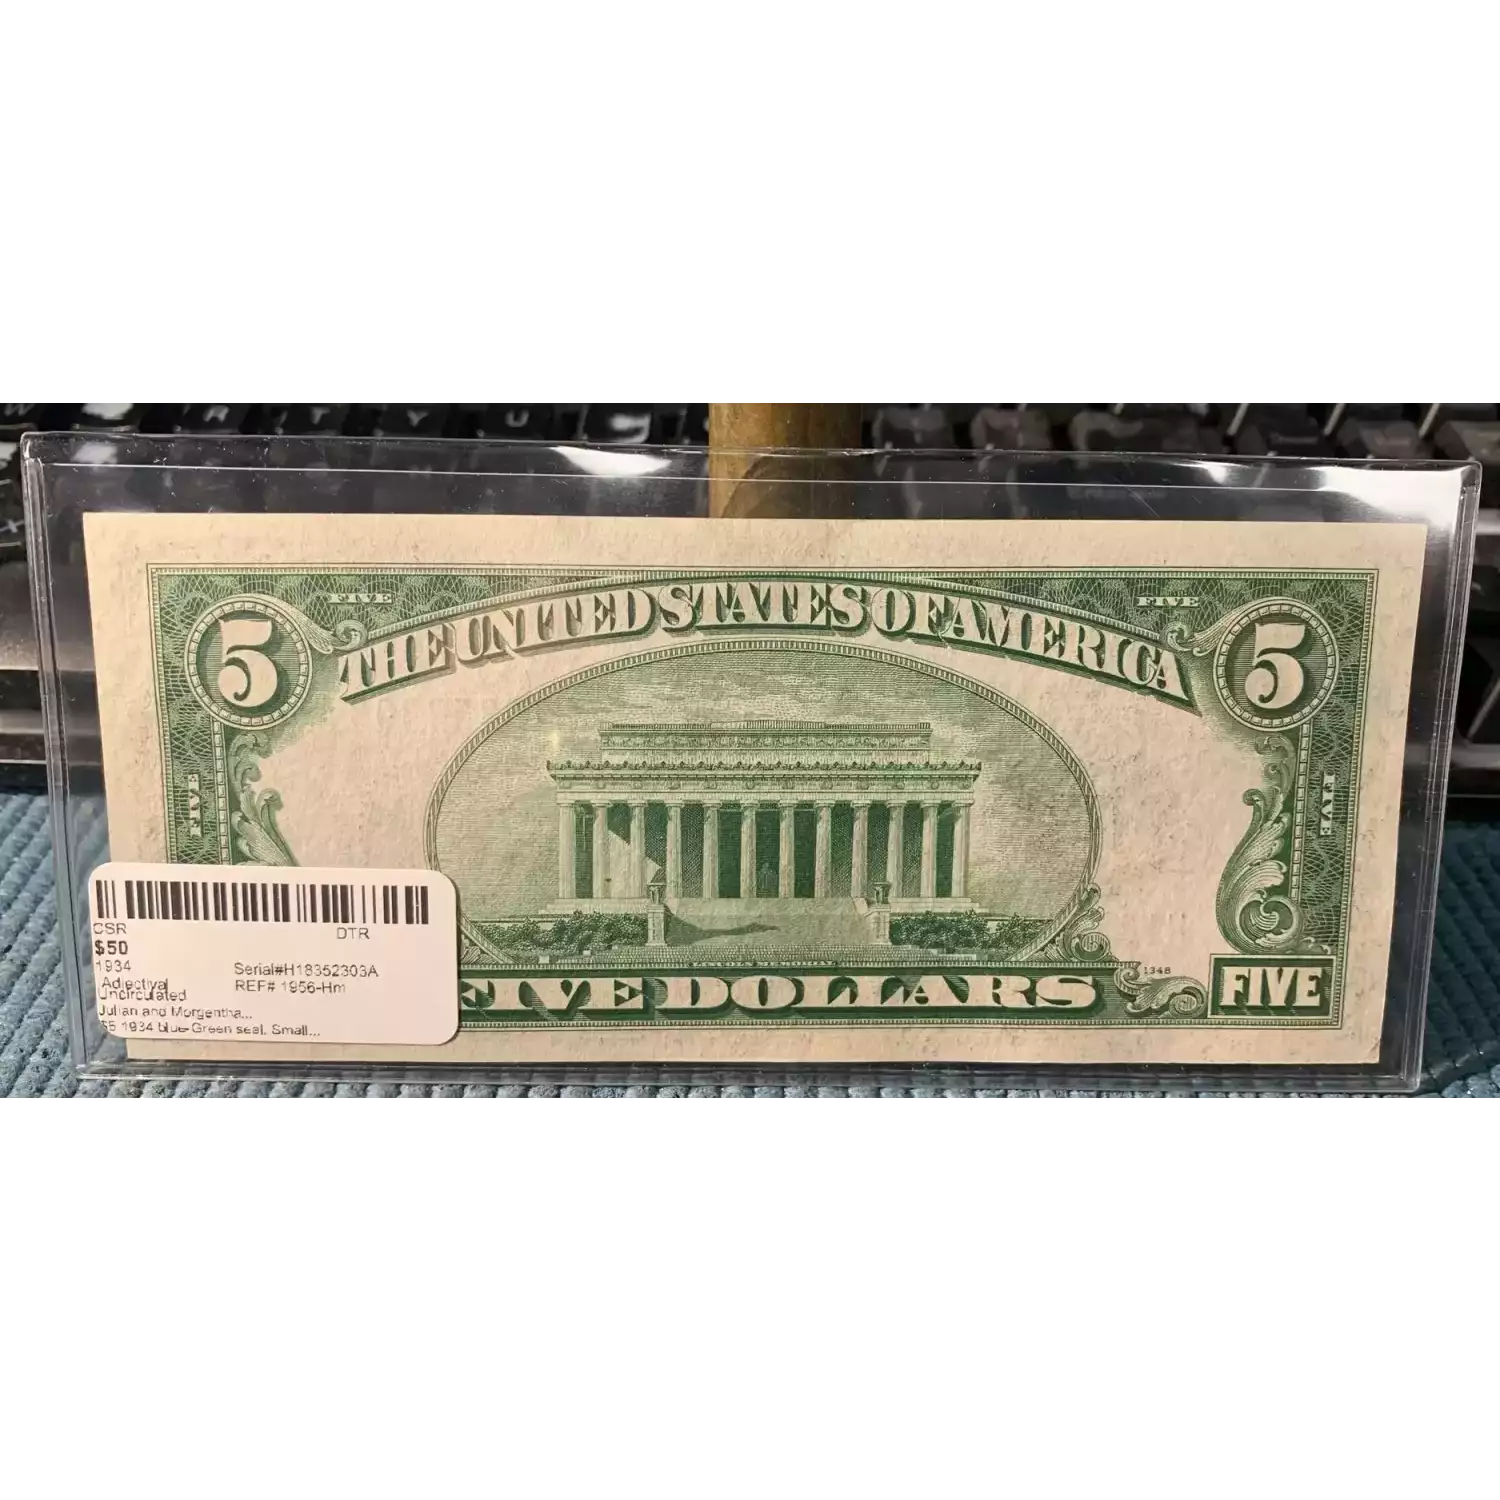 W R T Y U
FIVE FIVE
5 THE UNITED STATES OF AMERICA 5
FIVE FIVE
CSR DTR
$50
1934 Serial#H18352303A
Adjectival REF# 1956-Hm
Uncirculated
Julian and Morgentha...
$5 1934 blue-Green seal. Small...
LINCOLN MEMORIAL
1348
FIVE DOLLARS FIVE